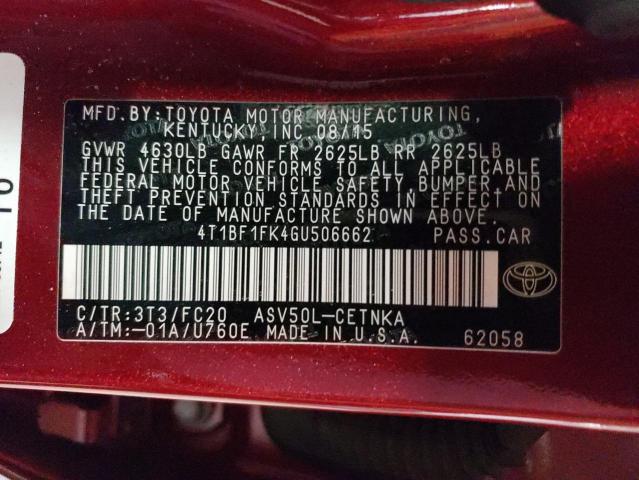 MFD. BY: TOYOTA MOTOR MANUFACTURING,
KENTUCKY, INC. 08/15
GVWR 4630LB GAWR FR 2625LB RR 2625LB
THIS VEHICLE CONFORMS TO ALL APPLICABLE
FEDERAL MOTOR VEHICLE SAFETY, BUMPER, AND
THEFT PREVENTION STANDARDS IN EFFECT ON
THE DATE OF MANUFACTURE SHOWN ABOVE.
4T1BF1FK4GU506662 PASS.CAR
C/TR:3T3/FC20 ASV50L-CETNKA
A/TM:-01A/U760E MADE IN U.S.A. 62058